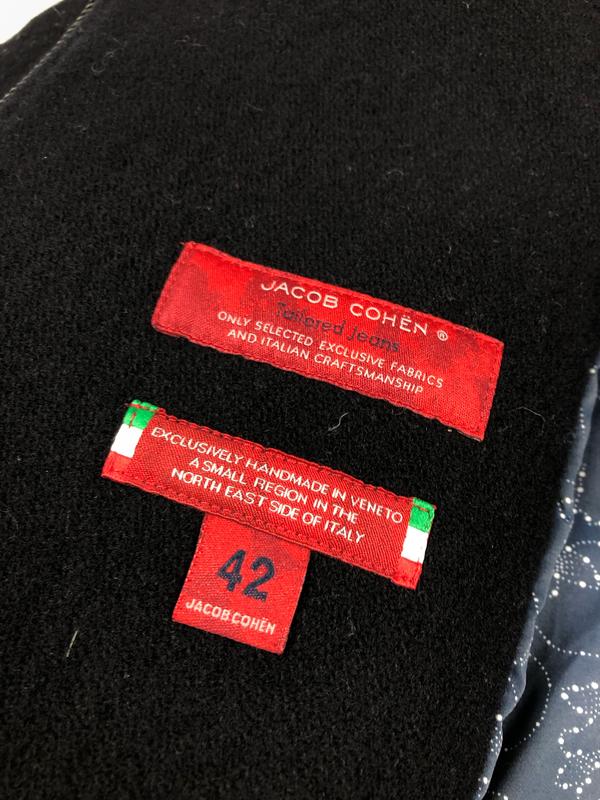 JACOB COHËN ®
Tailored Jeans
ONLY SELECTED EXCLUSIVE FABRICS
AND ITALIAN CRAFTSMANSHIP
EXCLUSIVELY HANDMADE IN VENETO
A SMALL REGION IN THE
NORTH EAST SIDE OF ITALY
42
JACOB COHËN